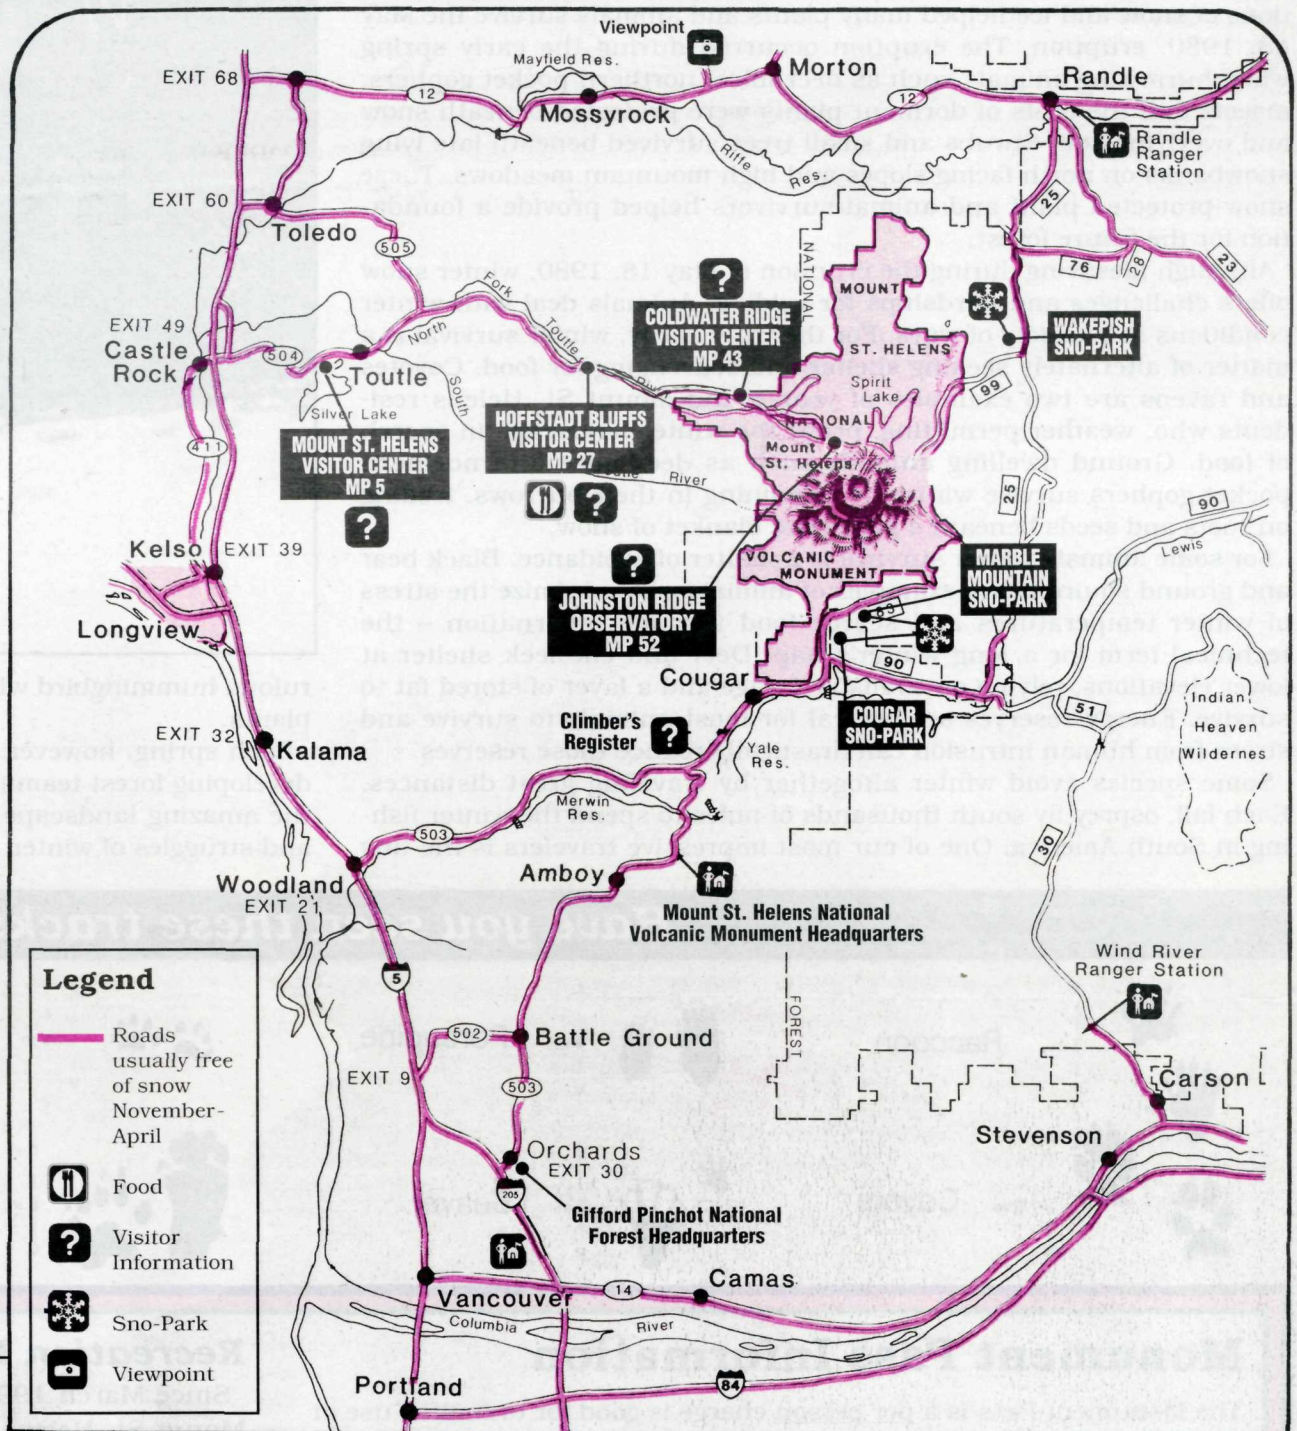 Viewpoint
EXIT 68
Mayfield Res.
Morton
Randle
12
12
Mossyrock
Randle
Ranger
Station
Riffe
Res.
EXIT 60
Toledo
505
25
76
28
23
NATIONAL
MOUNT
ST. HELENS
COLDWATER RIDGE
VISITOR CENTER
MP 43
WAKEPISH
SNO-PARK
EXIT 49
Castle
Rock
504
North
Fork
Toutle
River
Toutle
South
Silver Lake
Spirit
Lake
99
NATIONAL
Mount
St. Helens
HOFFSTADT BLUFFS
VISITOR CENTER
MP 27
MOUNT ST. HELENS
VISITOR CENTER
MP 5
River
411
25
90
Lewis
Kelso
EXIT 39
VOLCANIC
MONUMENT
MARBLE
MOUNTAIN
SNO-PARK
JOHNSTON RIDGE
OBSERVATORY
MP 52
Longview
83
90
Cougar
COUGAR
SNO-PARK
51
Indian
Heaven
Wildernes
EXIT 32
Kalama
Climber's
Register
Yale
Res.
Merwin
Res.
503
30
Woodland
EXIT 21
Amboy
Mount St. Helens National
Volcanic Monument Headquarters
Wind River
Ranger Station
5
FOREST
502
Battle Ground
EXIT 9
503
Carson
Stevenson
Orchards
EXIT 30
205
Gifford Pinchot National
Forest Headquarters
14
Camas
Vancouver
Columbia
River
84
Portland
Legend
Roads
usually free
of snow
November-
April
Food
?
Visitor
Information
Sno-Park
Viewpoint